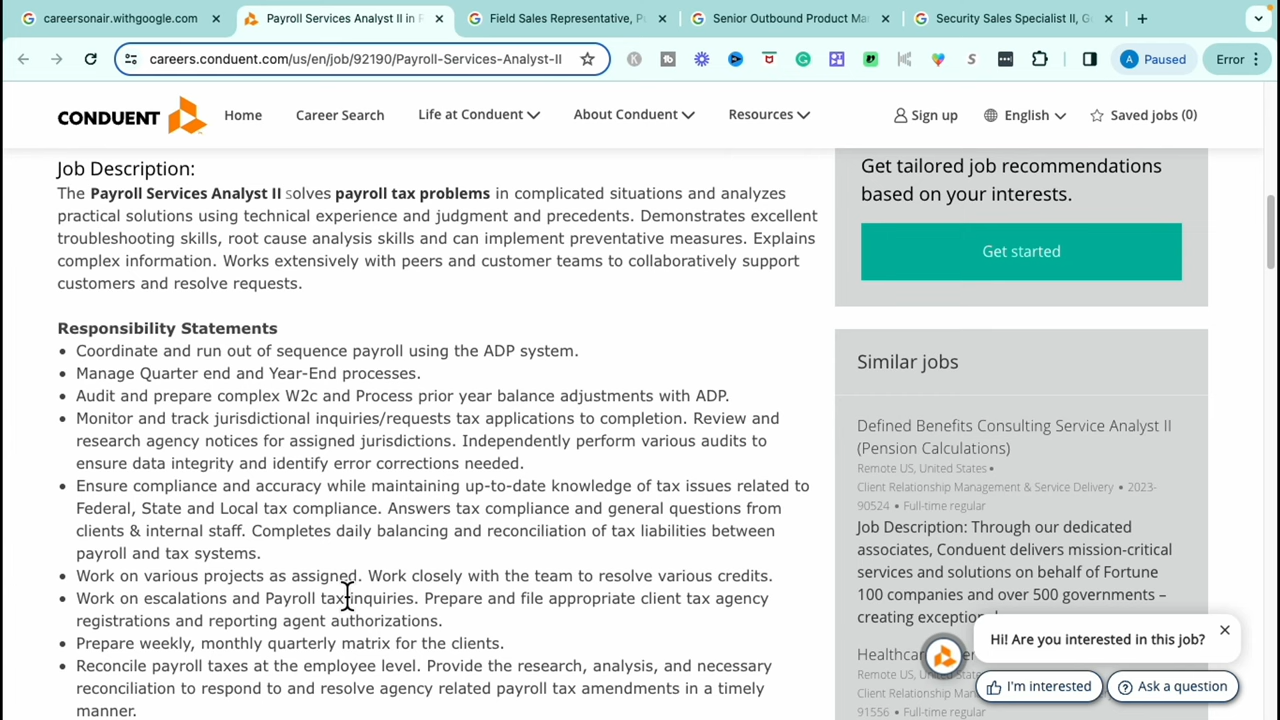 careersonair.withgoogle.com
Payroll Services Analyst II in R
Field Sales Representative, P
Senior Outbound Product Ma
Security Sales Specialist II, G
careers.conduent.com/us/en/job/92190/Payroll-Services-Analyst-II
A Paused
Error
CONDUENT
Home
Career Search
Life at Conduent
About Conduent
Resources
Sign up
English
Saved jobs (0)
Job Description:
The Payroll Services Analyst II solves payroll tax problems in complicated situations and analyzes
practical solutions using technical experience and judgment and precedents. Demonstrates excellent
troubleshooting skills, root cause analysis skills and can implement preventative measures. Explains
complex information. Works extensively with peers and customer teams to collaboratively support
customers and resolve requests.
Responsibility Statements
• Coordinate and run out of sequence payroll using the ADP system.
• Manage Quarter end and Year-End processes.
• Audit and prepare complex W2c and Process prior year balance adjustments with ADP.
• Monitor and track jurisdictional inquiries/requests tax applications to completion. Review and
research agency notices for assigned jurisdictions. Independently perform various audits to
ensure data integrity and identify error corrections needed.
• Ensure compliance and accuracy while maintaining up-to-date knowledge of tax issues related to
Federal, State and Local tax compliance. Answers tax compliance and general questions from
clients & internal staff. Completes daily balancing and reconciliation of tax liabilities between
payroll and tax systems.
• Work on various projects as assigned. Work closely with the team to resolve various credits.
• Work on escalations and Payroll tax inquiries. Prepare and file appropriate client tax agency
registrations and reporting agent authorizations.
• Prepare weekly, monthly quarterly matrix for the clients.
• Reconcile payroll taxes at the employee level. Provide the research, analysis, and necessary
reconciliation to respond to and resolve agency related payroll tax amendments in a timely
manner.
Get tailored job recommendations
based on your interests.
Get started
Similar jobs
Defined Benefits Consulting Service Analyst II
(Pension Calculations)
Remote US, United States •
Client Relationship Management & Service Delivery • 2023-
90524 • Full-time regular
Job Description: Through our dedicated
associates, Conduent delivers mission-critical
services and solutions on behalf of Fortune
100 companies and over 500 governments –
creating exception
Healthcar
Remote US, United States
Client Relationship Man
91556 • Full-time regular
Hi! Are you interested in this job?
I'm interested
Ask a question